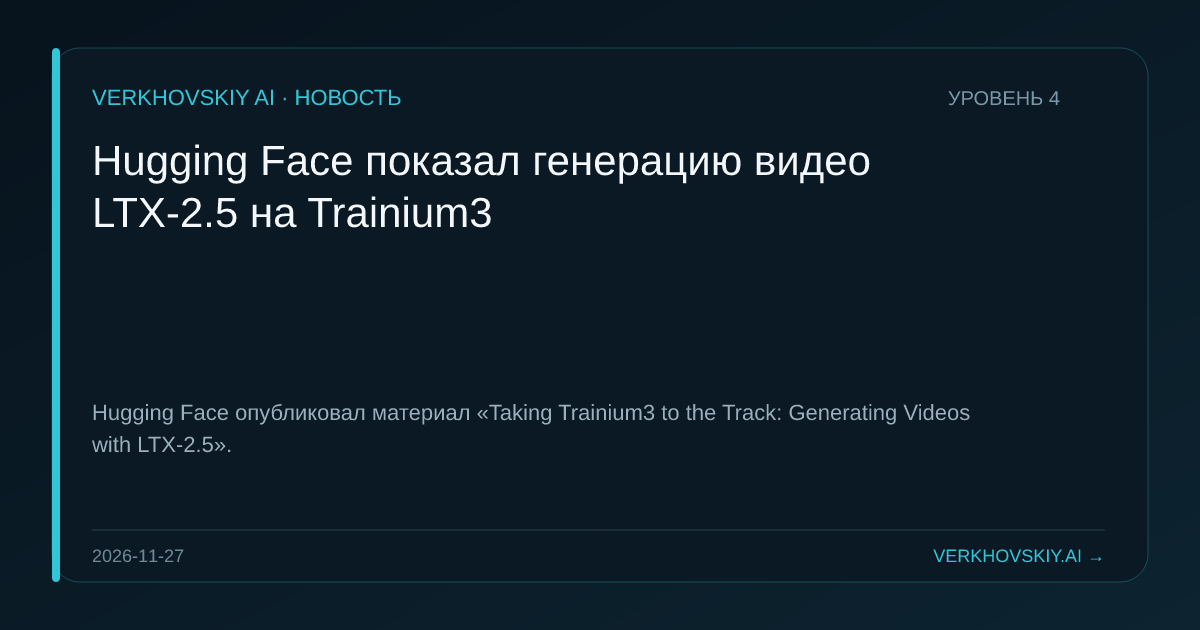 VERKHOVSKIY AI · НОВОСТЬ
УРОВЕНЬ 4
Hugging Face показал генерацию видео
LTX-2.5 на Trainium3
Hugging Face опубликовал материал «Taking Trainium3 to the Track: Generating Videos
with LTX-2.5».
2026-11-27
VERKHOVSKIY.AI →